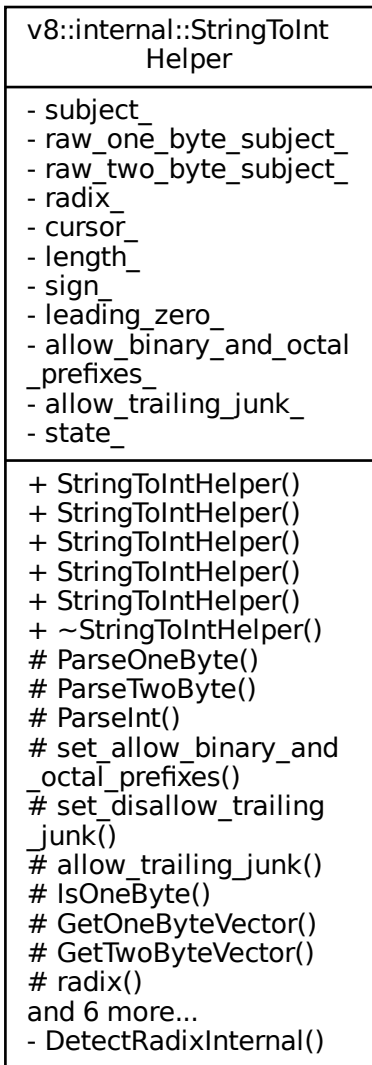 v8::internal::StringToInt
Helper
- subject_
- raw_one_byte_subject_
- raw_two_byte_subject_
- radix_
- cursor_
- length_
- sign_
- leading_zero_
- allow_binary_and_octal
_prefixes_
- allow_trailing_junk_
- state_
+ StringToIntHelper()
+ StringToIntHelper()
+ StringToIntHelper()
+ StringToIntHelper()
+ StringToIntHelper()
+ ~StringToIntHelper()
# ParseOneByte()
# ParseTwoByte()
# ParseInt()
# set_allow_binary_and
_octal_prefixes()
# set_disallow_trailing
_junk()
# allow_trailing_junk()
# IsOneByte()
# GetOneByteVector()
# GetTwoByteVector()
# radix()
and 6 more...
- DetectRadixInternal()